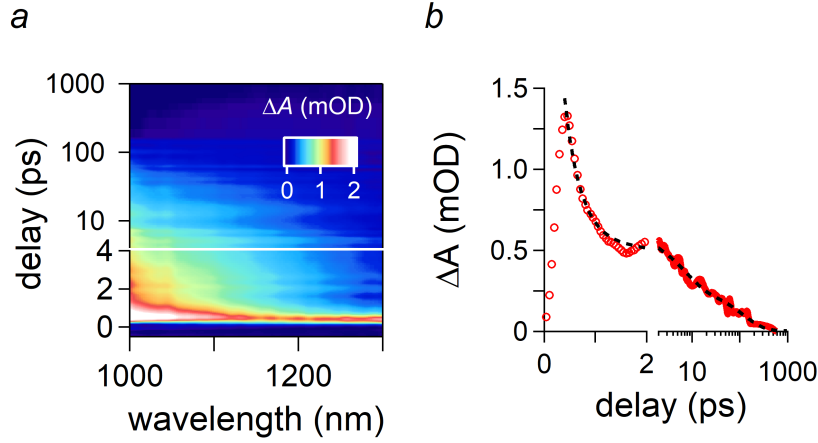 a
1000
100
10
4
2
0
delay (ps)
ΔA (mOD)
0 1 2
1000 1200
wavelength (nm)
b
1.5
1.0
0.5
0
ΔA (mOD)
0 2 10 1000
delay (ps)